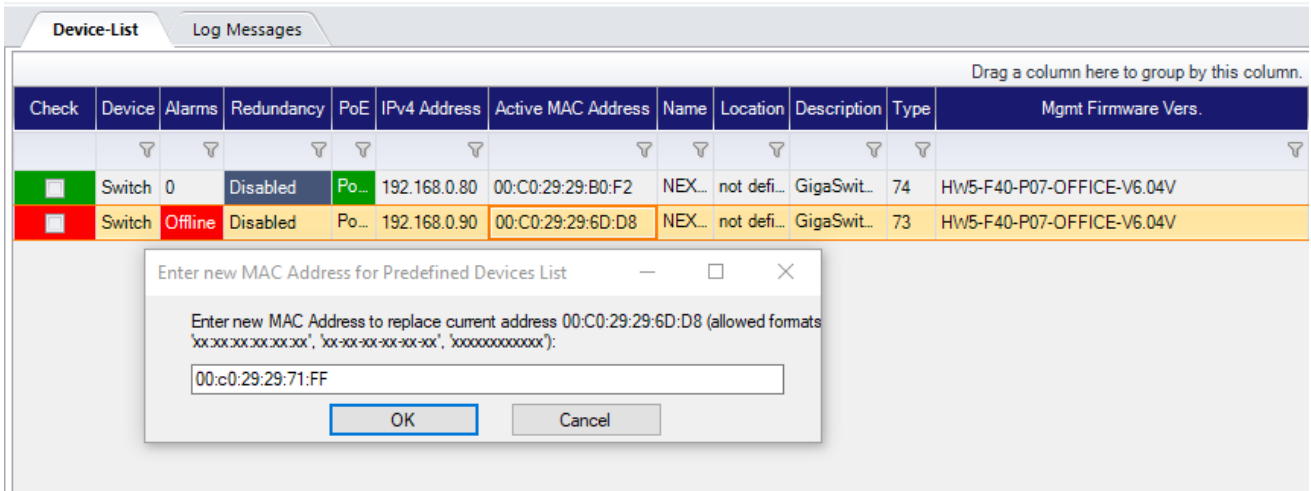 Device-List Log Messages
Drag a column here to group by this column.
Check Device Alarms Redundancy PoE IPv4 Address Active MAC Address Name Location Description Type Mgmt Firmware Vers.
Switch 0 Disabled Po... 192.168.0.80 00:C0:29:29:B0:F2 NEX... not defi... GigaSwit... 74 HW5-F40-P07-OFFICE-V6.04V
Switch Offline Disabled Po... 192.168.0.90 00:C0:29:29:6D:D8 NEX... not defi... GigaSwit... 73 HW5-F40-P07-OFFICE-V6.04V
Enter new MAC Address for Predefined Devices List
Enter new MAC Address to replace current address 00:C0:29:29:6D:D8 (allowed formats
'xx:xx:xx:xx:xx:xx', 'xx-xx-xx-xx-xx-xx', 'xxxxxxxxxxxx'):
00:c0:29:29:71:FF
OK Cancel